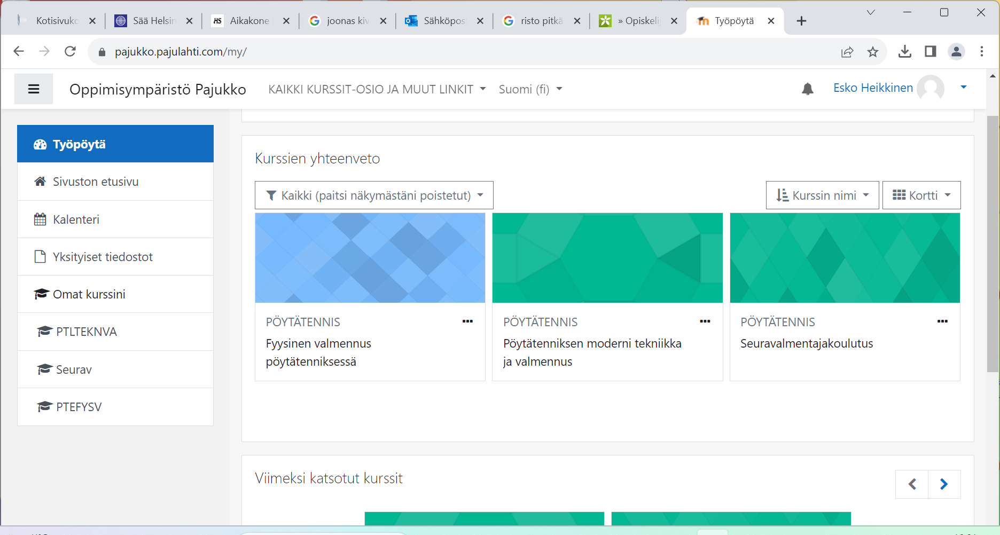 Kotisivuko
Sää Helsin
HS Aikakone
joonas kiv
Sähköpos
risto pitkä
» Opiskelij
Työpöytä
pajukko.pajulahti.com/my/
Oppimisympäristö Pajukko
KAIKKI KURSSIT-OSIO JA MUUT LINKIT
Suomi (fi)
Esko Heikkinen
Työpöytä
Sivuston etusivu
Kalenteri
Yksityiset tiedostot
Omat kurssini
PTLTEKNVA
Seurav
PTEFYSV
Kurssien yhteenveto
Kaikki (paitsi näkymästäni poistetut)
Kurssin nimi
Kortti
PÖYTÄTENNIS
Fyysinen valmennus
pöytätenniksessä
PÖYTÄTENNIS
Pöytätenniksen moderni tekniikka
ja valmennus
PÖYTÄTENNIS
Seuravalmentajakoulutus
Viimeksi katsotut kurssit